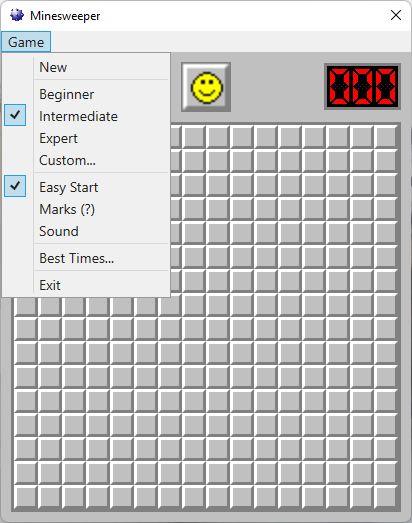 Minesweeper
Game
New
Beginner
Intermediate
Expert
Custom...
Easy Start
Marks (?)
Sound
Best Times...
Exit